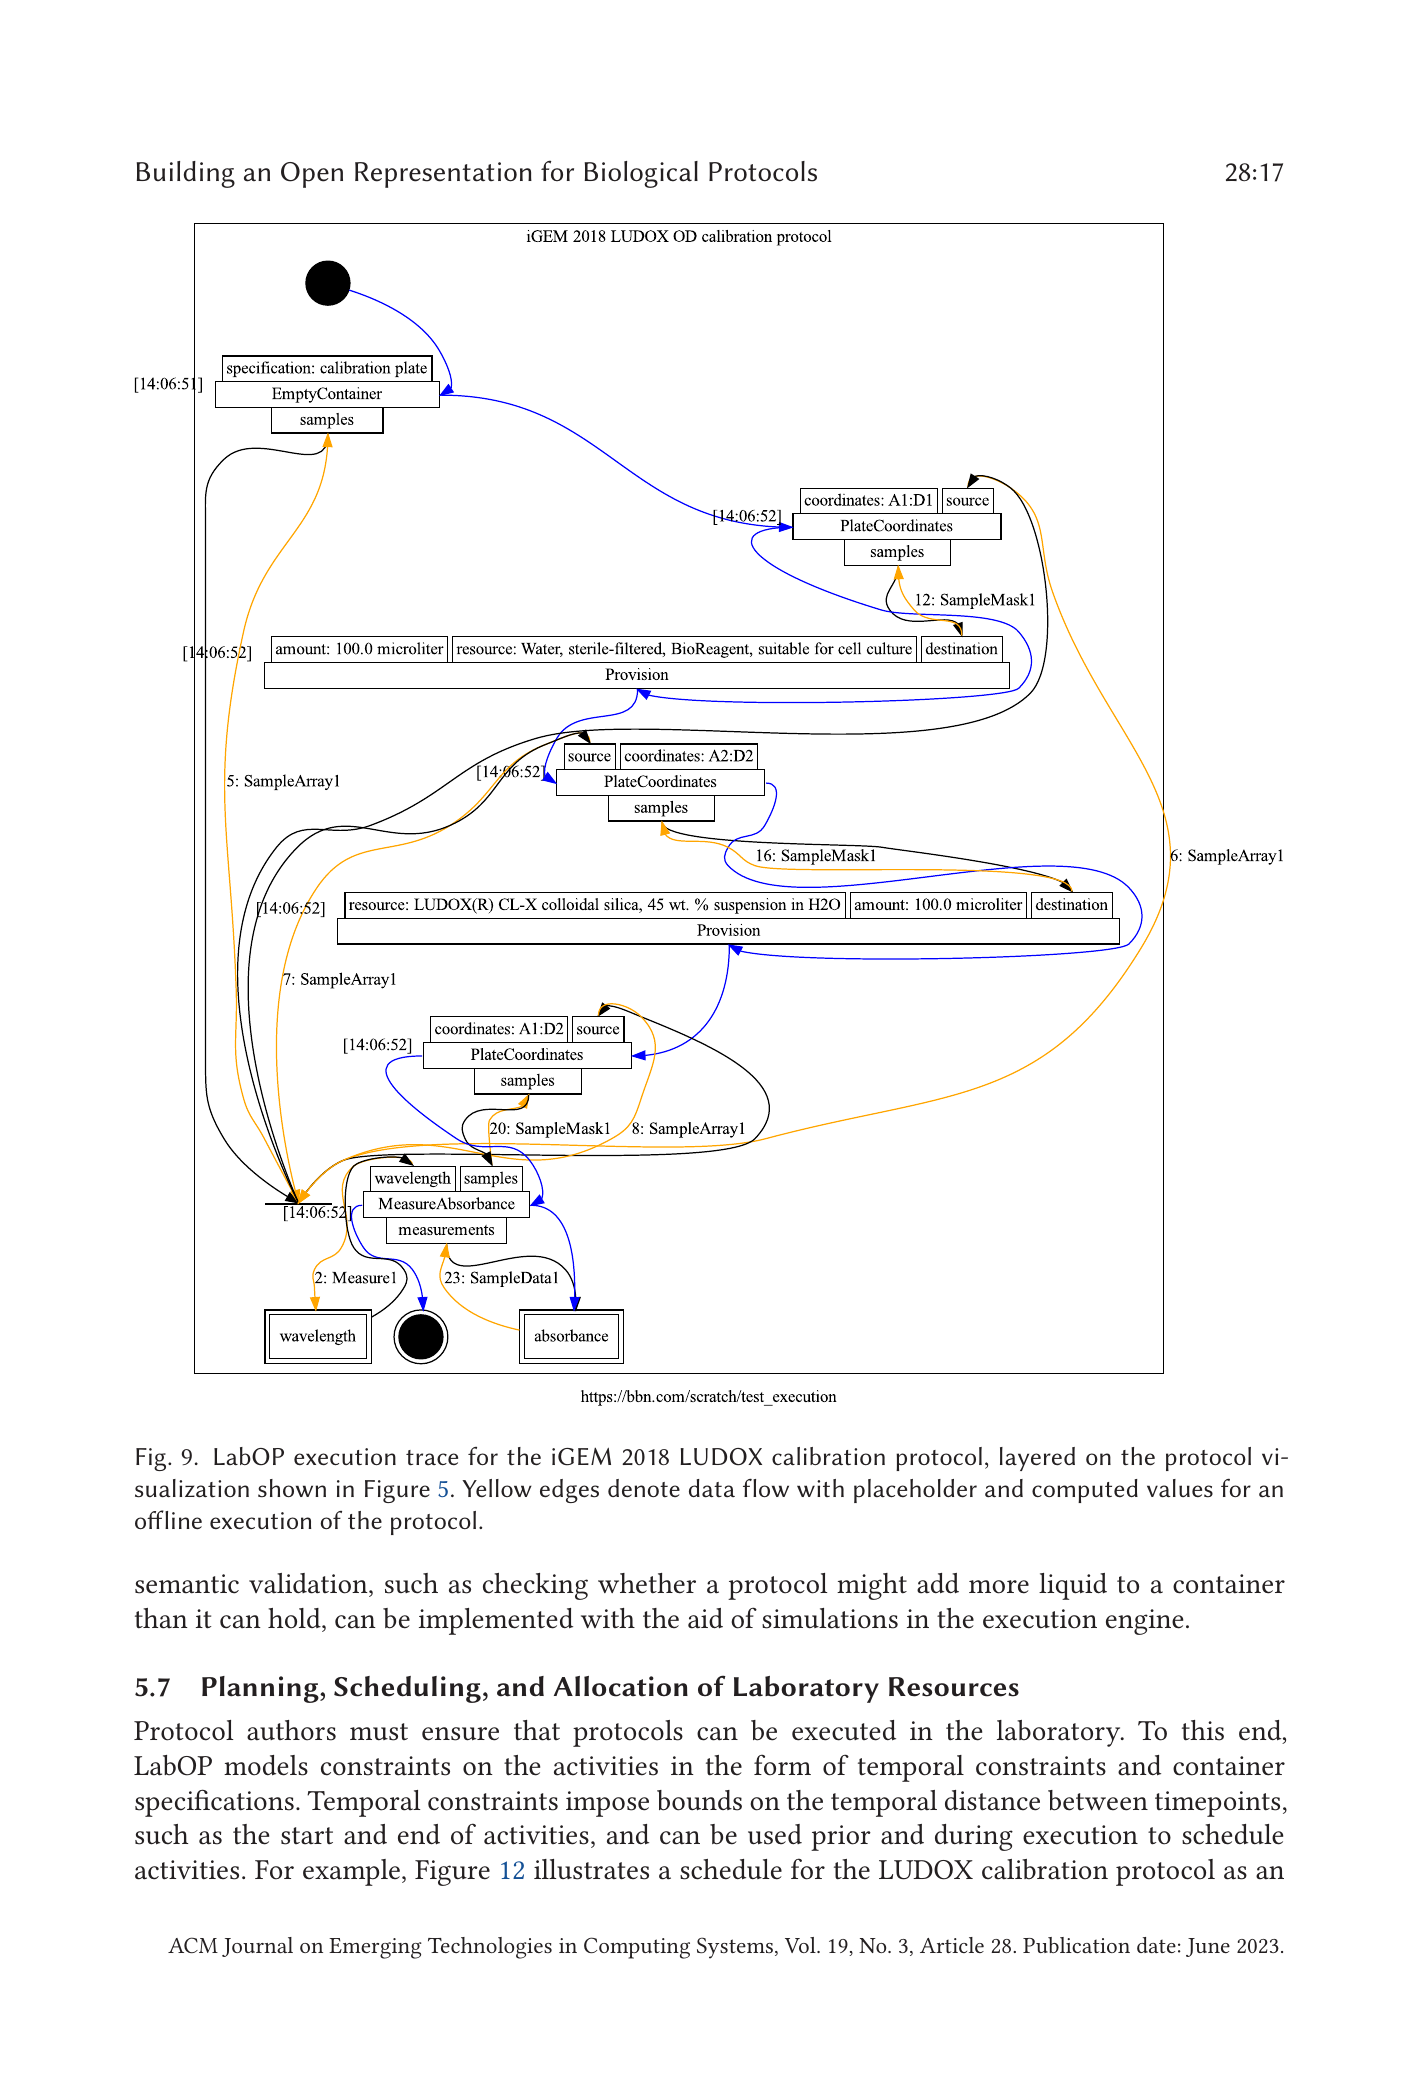 Building an Open Representation for Biological Protocols 28:17
iGEM 2018 LUDOX OD calibration protocol
specification: calibration plate
[14:06:51]
EmptyContainer
samples
coordinates: A1:D1 source
[14:06:52]
PlateCoordinates
samples
12: SampleMask1
[14:06:52]
amount: 100.0 microliter resource: Water, sterile-filtered, BioReagent, suitable for cell culture destination
Provision
source coordinates: A2:D2
[14:06:52]
PlateCoordinates
5: SampleArray1
samples
16: SampleMask1
6: SampleArray1
[14:06:52]
resource: LUDOX(R) CL-X colloidal silica, 45 wt. % suspension in H2O amount: 100.0 microliter destination
Provision
7: SampleArray1
coordinates: A1:D2 source
[14:06:52]
PlateCoordinates
samples
20: SampleMask1 8: SampleArray1
wavelength samples
MeasureAbsorbance
[14:06:52]
measurements
2: Measure1 23: SampleData1
wavelength absorbance
https://bbn.com/scratch/test_execution
Fig. 9. LabOP execution trace for the iGEM 2018 LUDOX calibration protocol, layered on the protocol vi-
sualization shown in Figure 5. Yellow edges denote data flow with placeholder and computed values for an
offline execution of the protocol.
semantic validation, such as checking whether a protocol might add more liquid to a container
than it can hold, can be implemented with the aid of simulations in the execution engine.
5.7 Planning, Scheduling, and Allocation of Laboratory Resources
Protocol authors must ensure that protocols can be executed in the laboratory. To this end,
LabOP models constraints on the activities in the form of temporal constraints and container
specifications. Temporal constraints impose bounds on the temporal distance between timepoints,
such as the start and end of activities, and can be used prior and during execution to schedule
activities. For example, Figure 12 illustrates a schedule for the LUDOX calibration protocol as an
ACM Journal on Emerging Technologies in Computing Systems, Vol. 19, No. 3, Article 28. Publication date: June 2023.